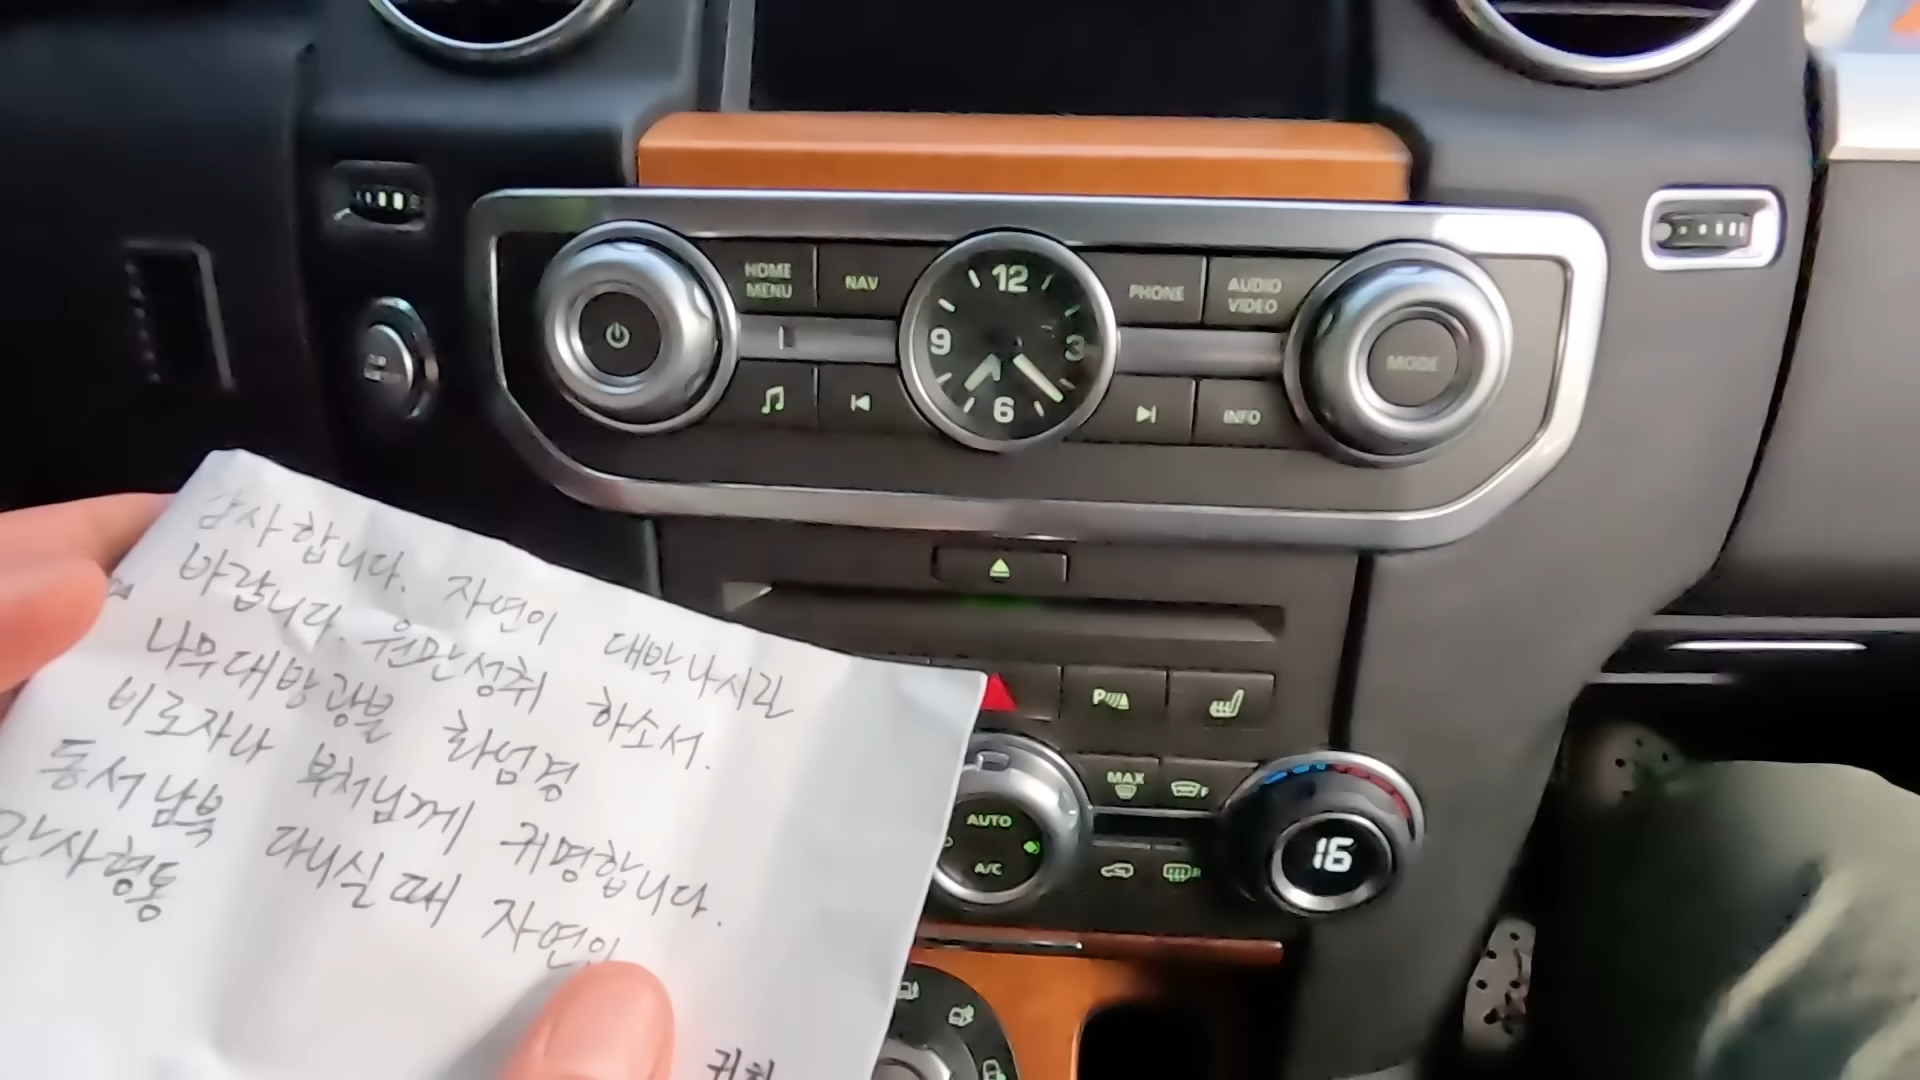 감사합니다. 자연이 대박나시란
바랍니다. 원만성취 하소서.
나무대방광불 화엄경
비로자나 부처님께 귀명합니다.
동서남북 다니실때 자연인
만사형통
HOME MENU
NAV
PHONE
AUDIO VIDEO
12
9
3
6
MODE
INFO
P
MAX
F
AUTO
A/C
R
16